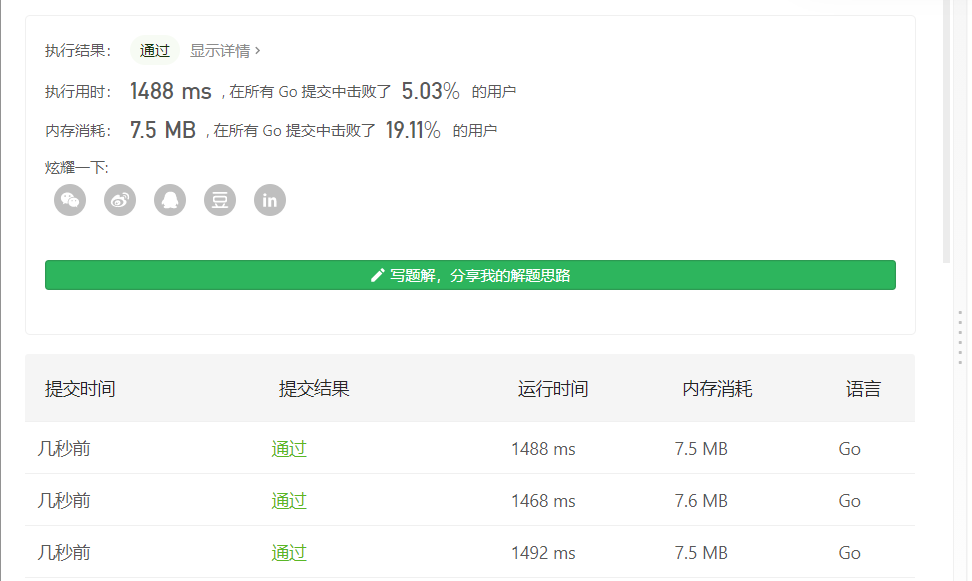 执行结果： 通过 显示详情 ›
执行用时： 1488 ms , 在所有 Go 提交中击败了 5.03% 的用户
内存消耗： 7.5 MB , 在所有 Go 提交中击败了 19.11% 的用户
炫耀一下:
豆 in
写题解，分享我的解题思路
提交时间 提交结果 运行时间 内存消耗 语言
几秒前 通过 1488 ms 7.5 MB Go
几秒前 通过 1468 ms 7.6 MB Go
几秒前 通过 1492 ms 7.5 MB Go